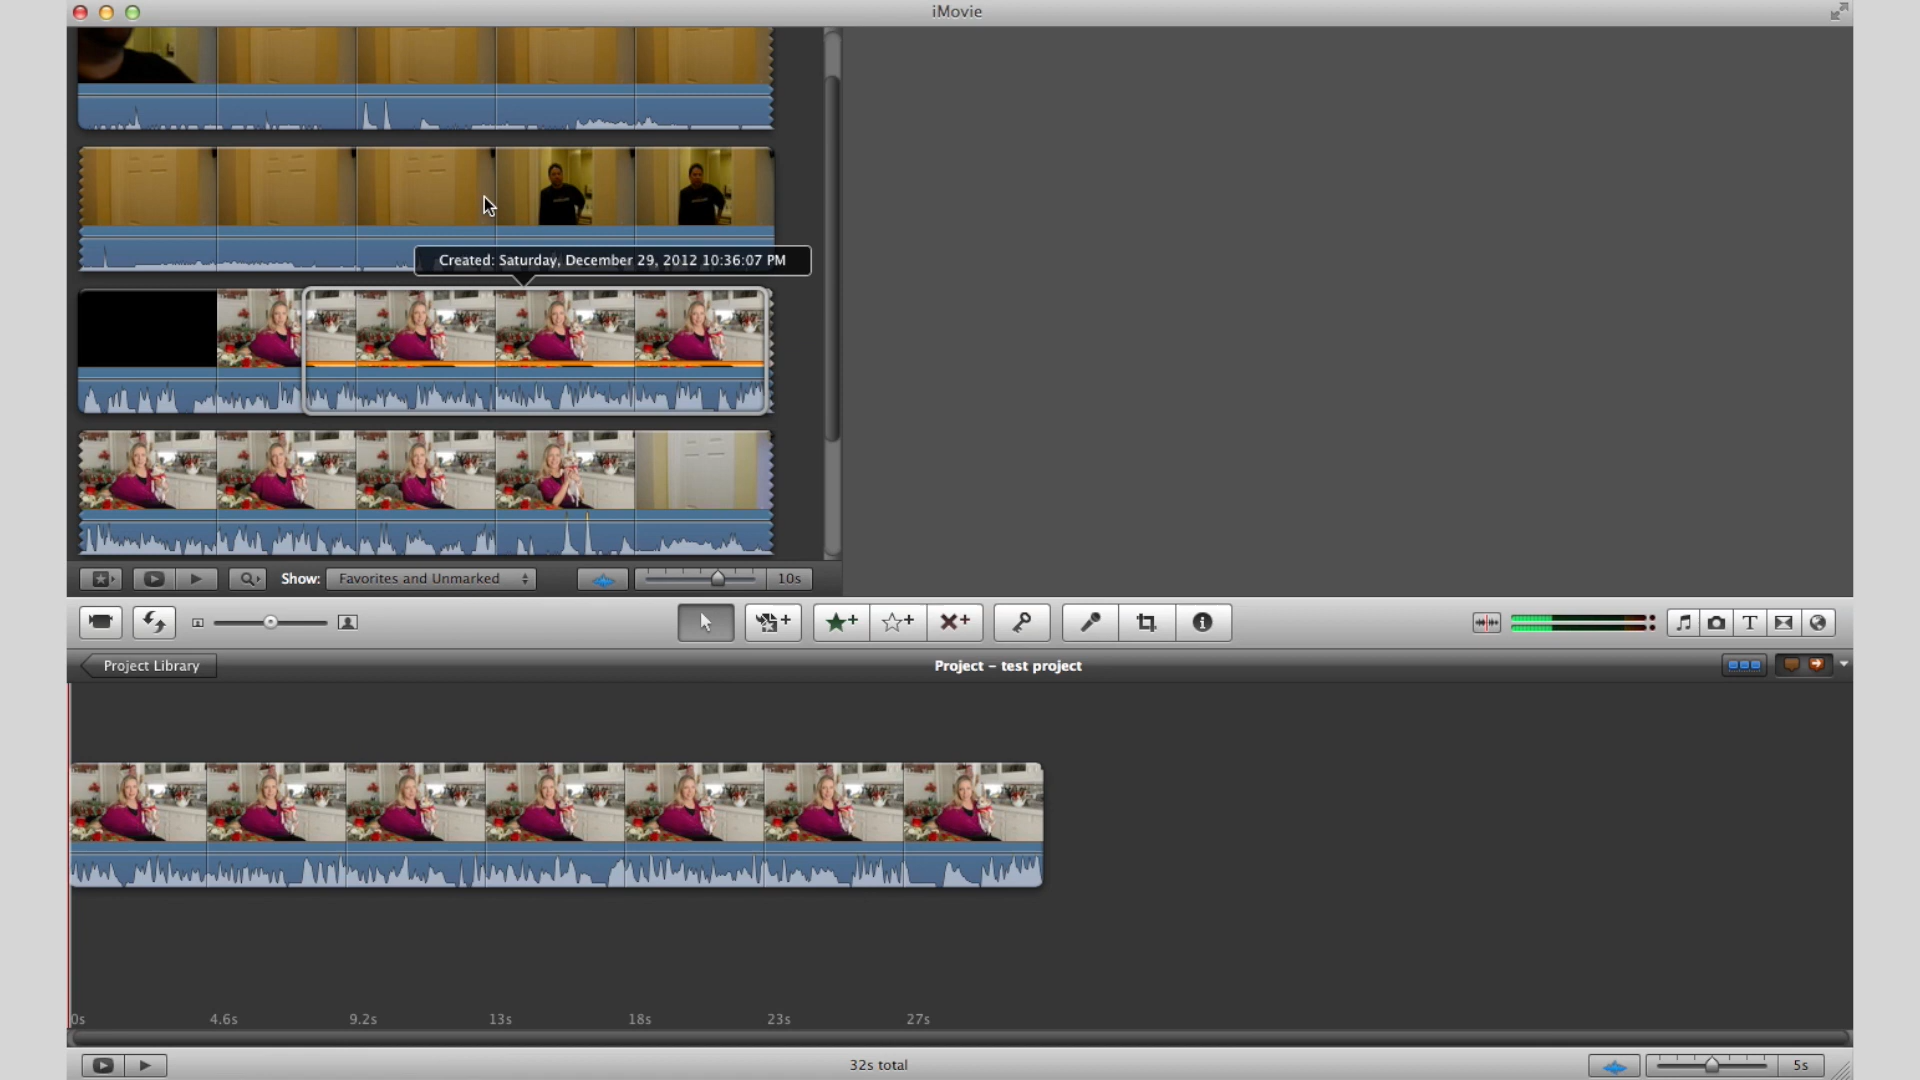 iMovie
Created: Saturday, December 29, 2012 10:36:07 PM
Show: Favorites and Unmarked
10s
Project Library
Project – test project
0s 4.6s 9.2s 13s 18s 23s 27s
32s total
5s